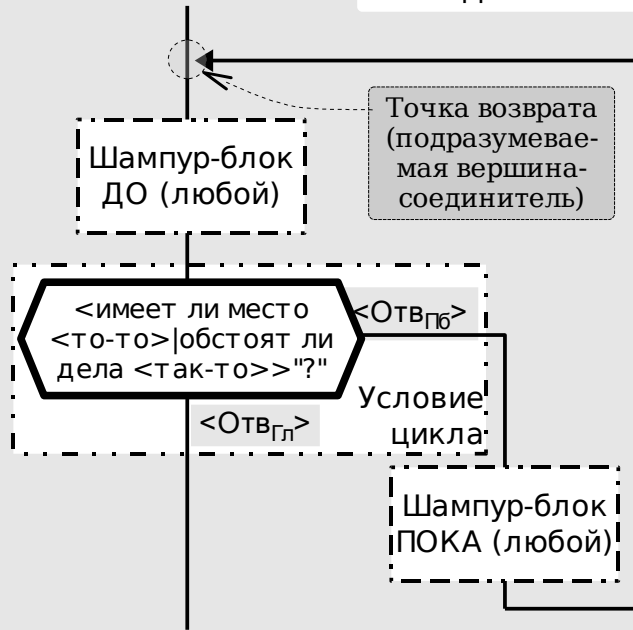 Точка возврата
(подразумевае-
мая вершина-
соединитель)
Шампур-блок
ДО (любой)
<имеет ли место
<то-то>|обстоят ли
дела <так-то>>"?"
<ОтвПб>
Условие
цикла
<ОтвГл>
Шампур-блок
ПОКА (любой)